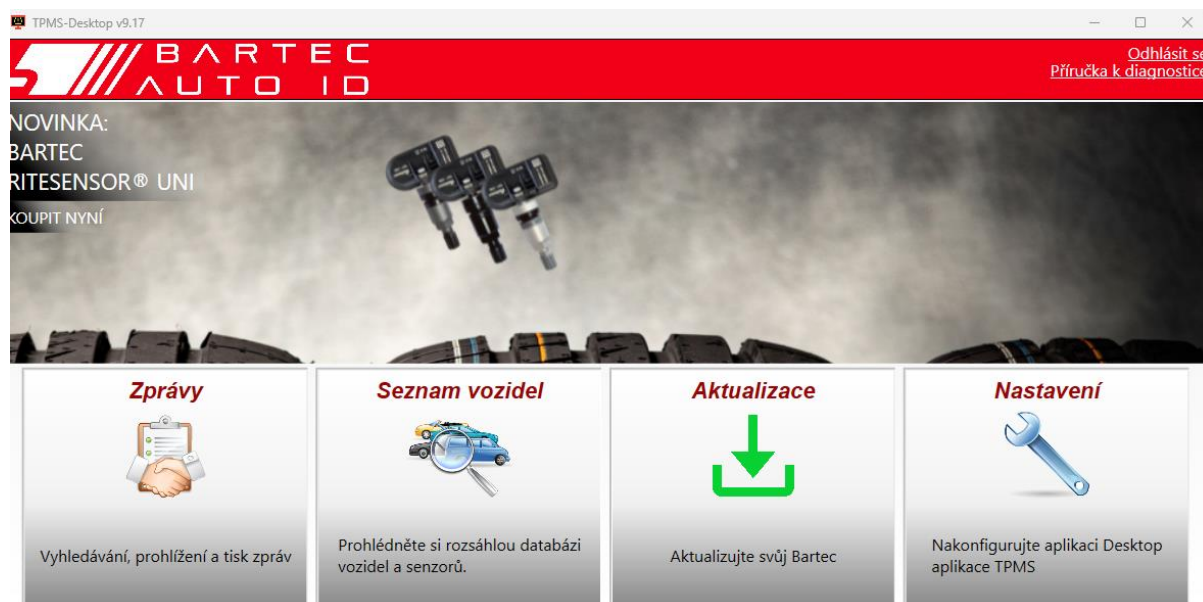 TPMS-Desktop v9.17
BARTEC
AUTO ID
Odhlásit se
Příručka k diagnostice
NOVINKA:
BARTEC
RITESENSOR® UNI
KOUPIT NYNÍ
Zprávy
Seznam vozidel
Aktualizace
Nastavení
Vyhledávání, prohlížení a tisk zpráv
Prohlédněte si rozsáhlou databázi
vozidel a senzorů.
Aktualizujte svůj Bartec
Nakonfigurujte aplikaci Desktop
aplikace TPMS